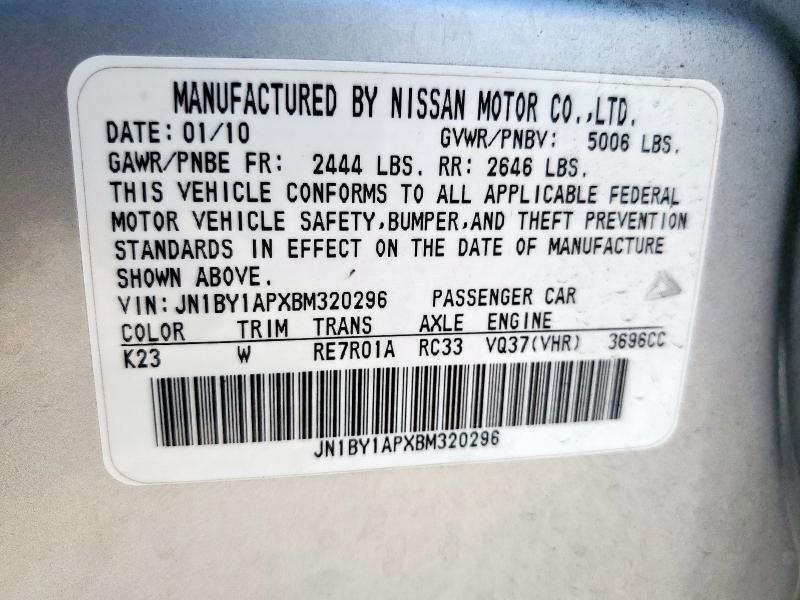 MANUFACTURED BY NISSAN MOTOR CO.,LTD.
DATE: 01/10 GVWR/PNBV: 5006 LBS.
GAWR/PNBE FR: 2444 LBS. RR: 2646 LBS.
THIS VEHICLE CONFORMS TO ALL APPLICABLE FEDERAL
MOTOR VEHICLE SAFETY,BUMPER,AND THEFT PREVENTION
STANDARDS IN EFFECT ON THE DATE OF MANUFACTURE
SHOWN ABOVE.
VIN: JN1BY1APXBM320296 PASSENGER CAR
COLOR TRIM TRANS AXLE ENGINE
K23 W RE7R01A RC33 VQ37(VHR) 3696CC
JN1BY1APXBM320296